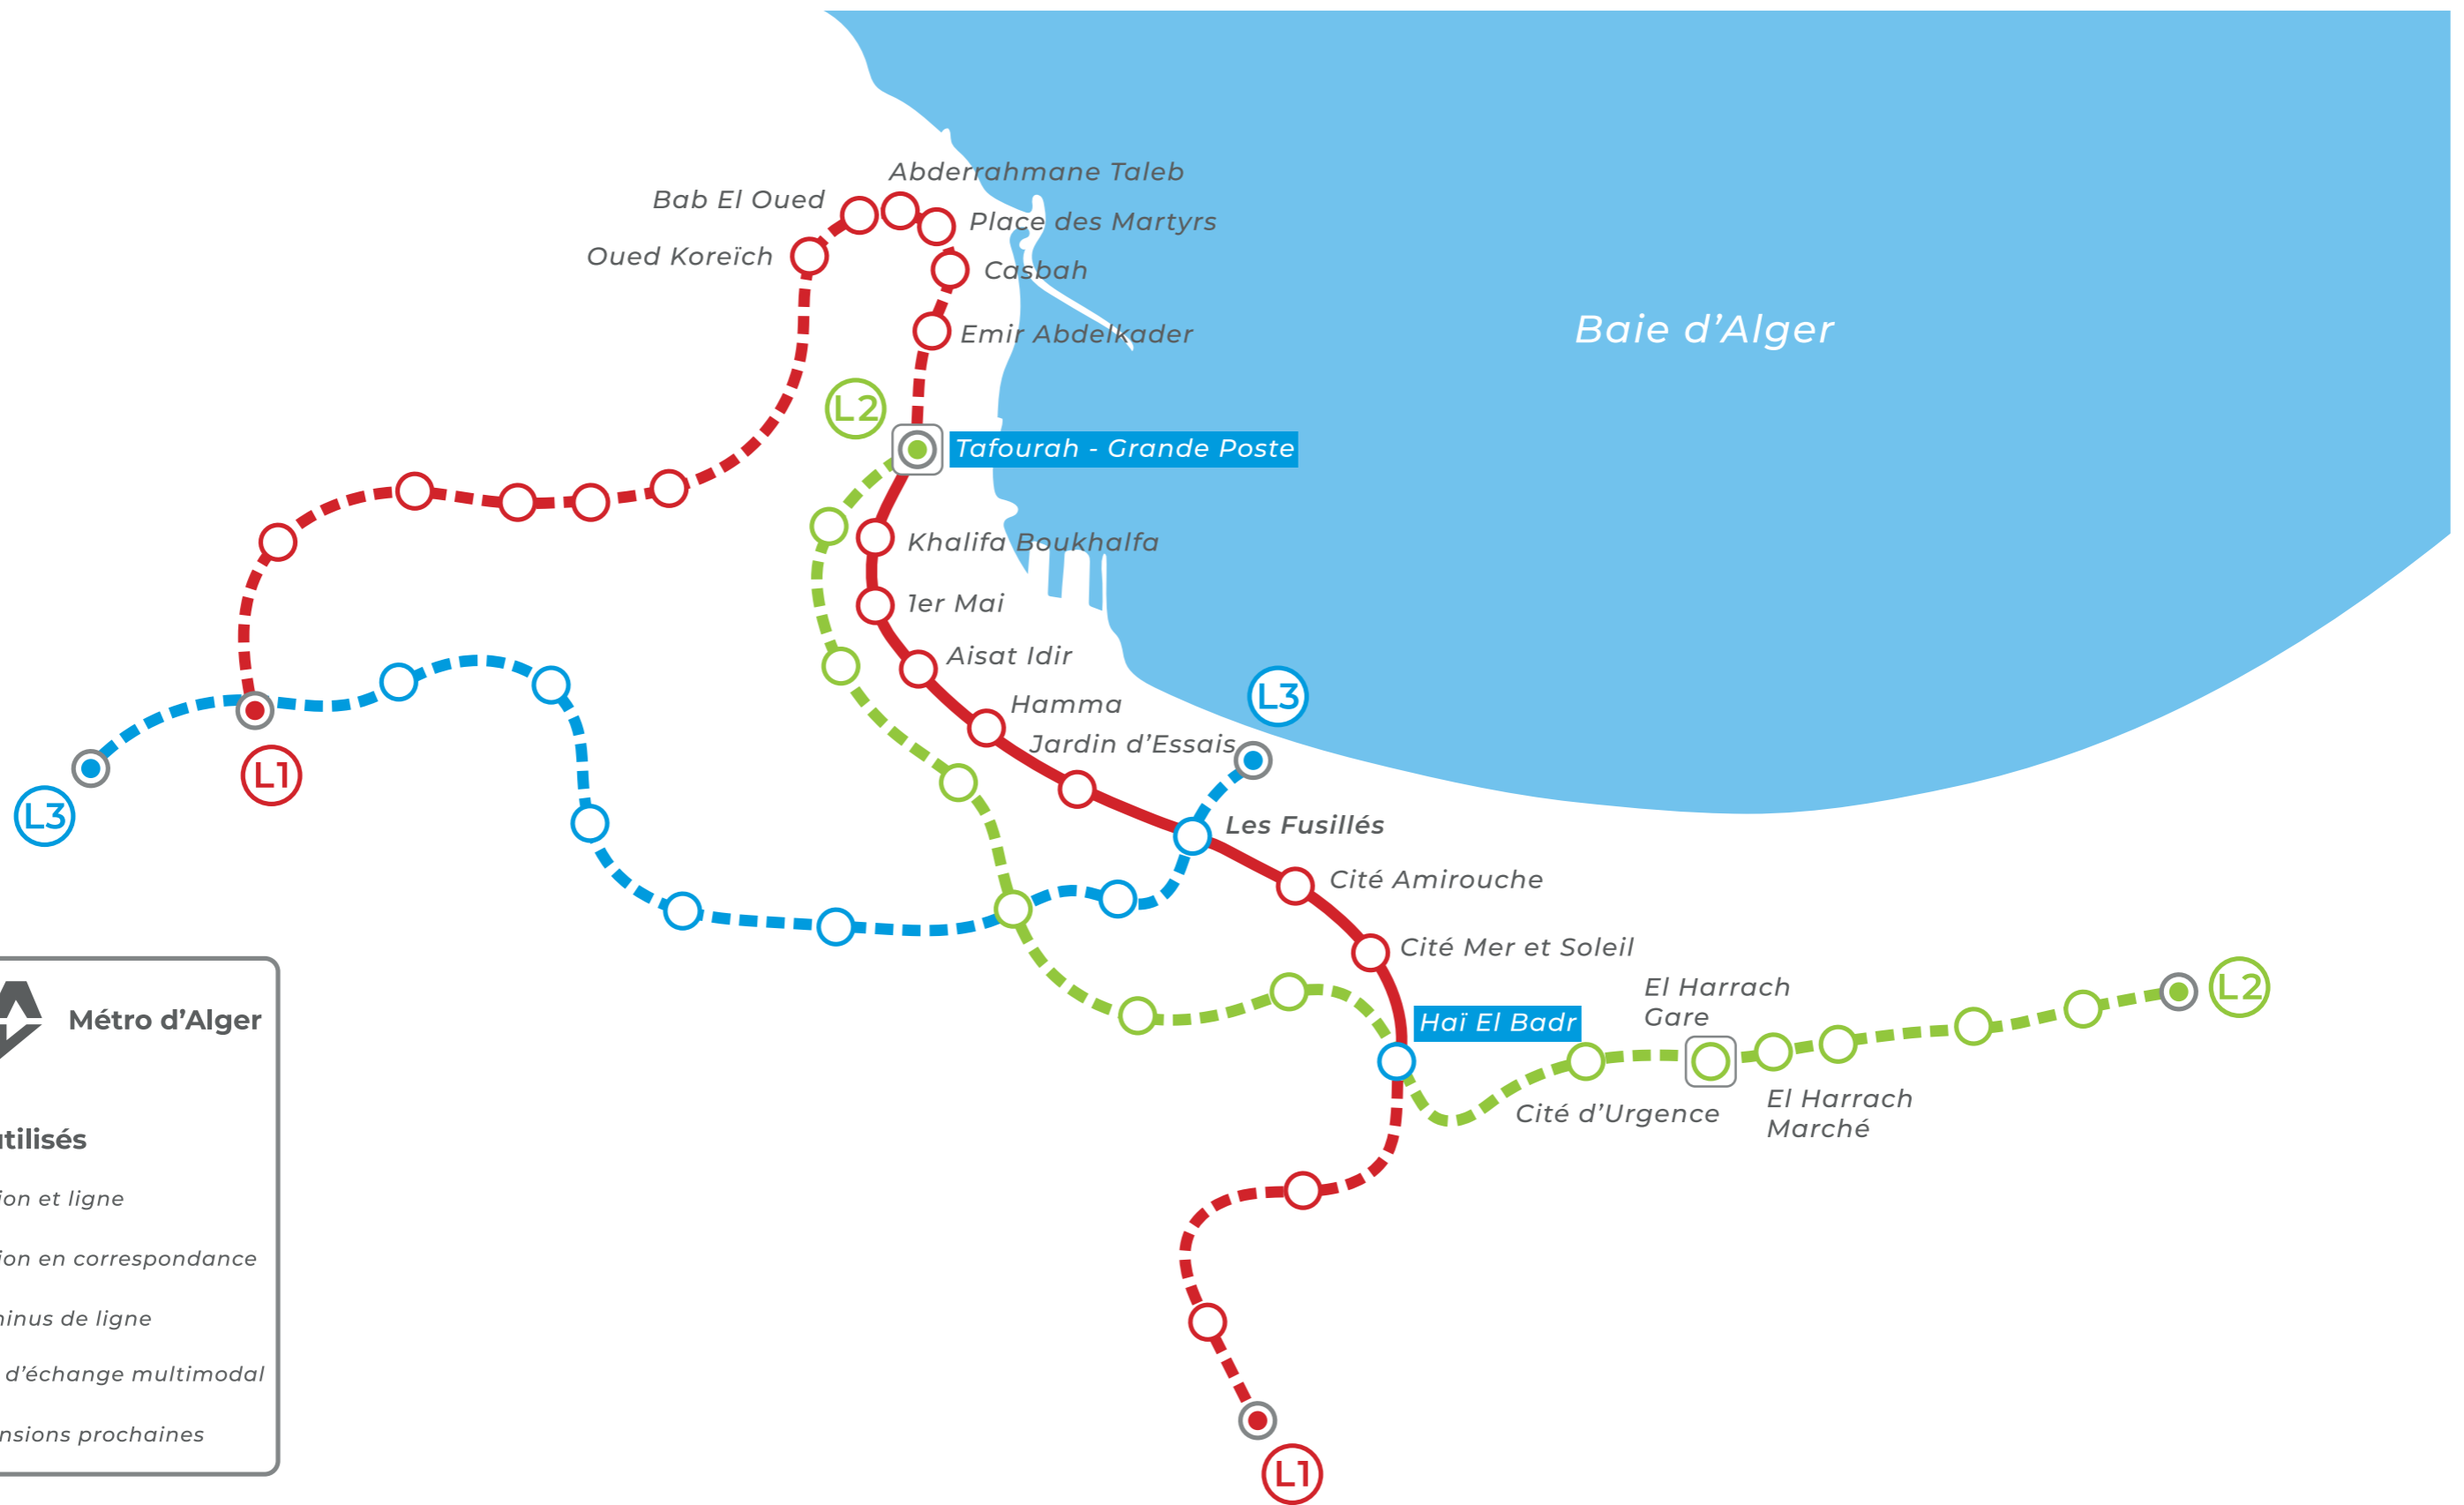 Abderrahmane Taleb
Bab El Oued
Place des Martyrs
Oued Koreïch
Casbah
Emir Abdelkader
Baie d’Alger
L2
Tafourah - Grande Poste
Khalifa Boukhalfa
1er Mai
Aisat Idir
Hamma
L3
Jardin d’Essais
L1
L3
Les Fusillés
Cité Amirouche
Cité Mer et Soleil
El Harrach
Gare
L2
Haï El Badr
El Harrach
Marché
Cité d’Urgence
Métro d’Alger
utilisés
ion et ligne
ion en correspondance
minus de ligne
d’échange multimodal
nsions prochaines
L1